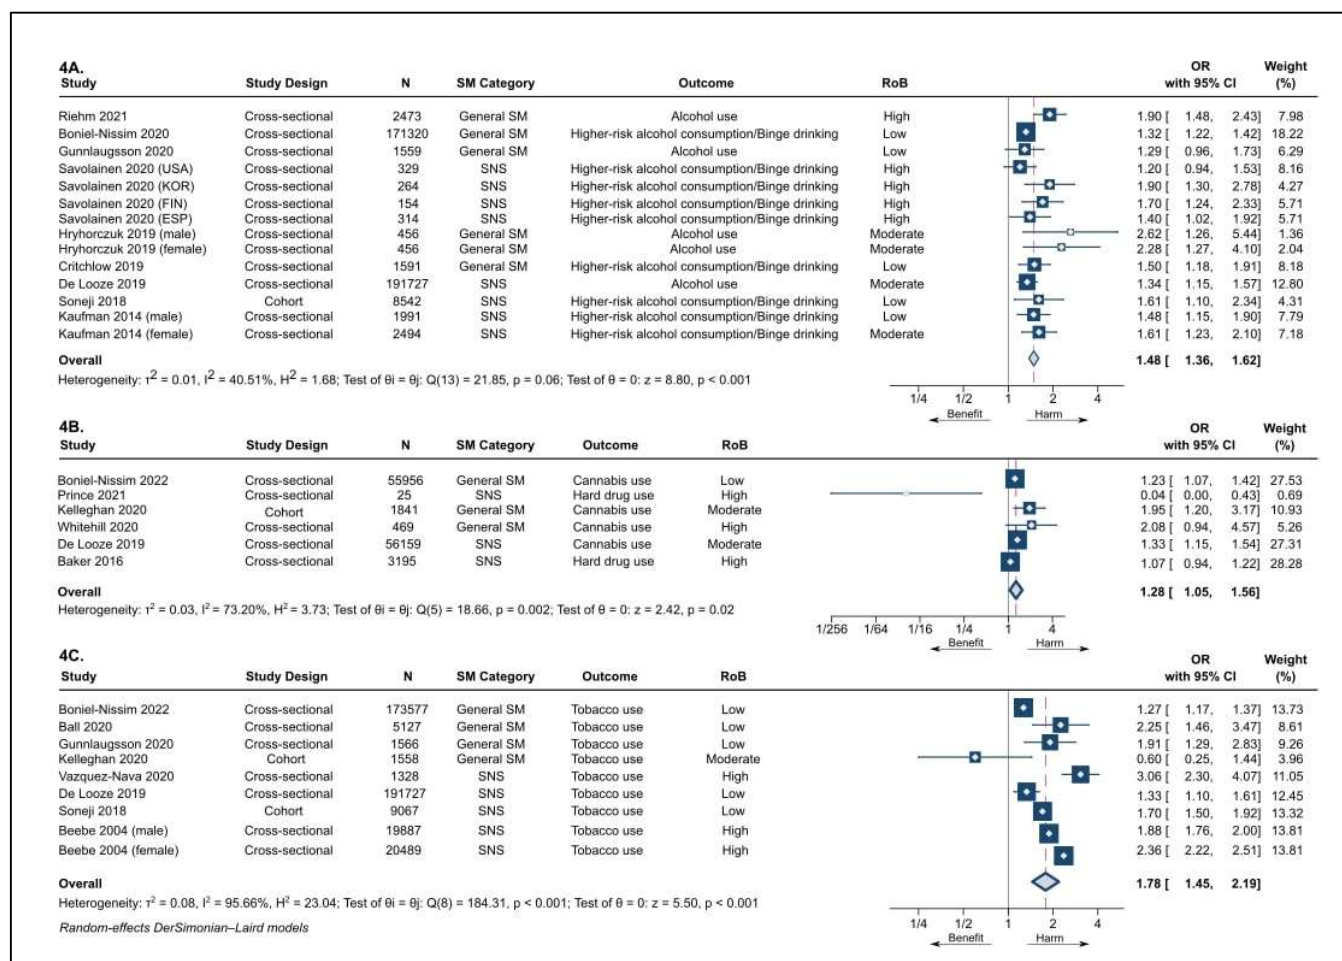 4A.
OR Weight
Study Study Design N SM Category Outcome RoB with 95% CI (%)
Riehm 2021 Cross-sectional 2473 General SM Alcohol use High 1.90 [ 1.48, 2.43] 7.98
Boniel-Nissim 2020 Cross-sectional 171320 General SM Higher-risk alcohol consumption/Binge drinking Low 1.32 [ 1.22, 1.42] 18.22
Gunnlaugsson 2020 Cross-sectional 1559 General SM Alcohol use Low 1.29 [ 0.96, 1.73] 6.29
Savolainen 2020 (USA) Cross-sectional 329 SNS Higher-risk alcohol consumption/Binge drinking High 1.20 [ 0.94, 1.53] 8.16
Savolainen 2020 (KOR) Cross-sectional 264 SNS Higher-risk alcohol consumption/Binge drinking High 1.90 [ 1.30, 2.78] 4.27
Savolainen 2020 (FIN) Cross-sectional 154 SNS Higher-risk alcohol consumption/Binge drinking High 1.70 [ 1.24, 2.33] 5.71
Savolainen 2020 (ESP) Cross-sectional 314 SNS Higher-risk alcohol consumption/Binge drinking High 1.40 [ 1.02, 1.92] 5.71
Hryhorczuk 2019 (male) Cross-sectional 456 General SM Alcohol use Moderate 2.62 [ 1.26, 5.44] 1.36
Hryhorczuk 2019 (female) Cross-sectional 456 General SM Alcohol use Moderate 2.28 [ 1.27, 4.10] 2.04
Critchlow 2019 Cross-sectional 1591 General SM Higher-risk alcohol consumption/Binge drinking Low 1.50 [ 1.18, 1.91] 8.18
De Looze 2019 Cross-sectional 191727 SNS Alcohol use Moderate 1.34 [ 1.15, 1.57] 12.80
Soneji 2018 Cohort 8542 SNS Higher-risk alcohol consumption/Binge drinking Low 1.61 [ 1.10, 2.34] 4.31
Kaufman 2014 (male) Cross-sectional 1991 SNS Higher-risk alcohol consumption/Binge drinking Low 1.48 [ 1.15, 1.90] 7.79
Kaufman 2014 (female) Cross-sectional 2494 SNS Higher-risk alcohol consumption/Binge drinking Moderate 1.61 [ 1.23, 2.10] 7.18
Overall 1.48 [ 1.36, 1.62]
Heterogeneity: τ² = 0.01, I² = 40.51%, H² = 1.68; Test of θi = θj: Q(13) = 21.85, p = 0.06; Test of θ = 0: z = 8.80, p < 0.001
1/4 1/2 1 2 4
Benefit Harm
4B.
OR Weight
Study Study Design N SM Category Outcome RoB with 95% CI (%)
Boniel-Nissim 2022 Cross-sectional 55956 General SM Cannabis use Low 1.23 [ 1.07, 1.42] 27.53
Prince 2021 Cross-sectional 25 SNS Hard drug use High 0.04 [ 0.00, 0.43] 0.69
Kelleghan 2020 Cohort 1841 General SM Cannabis use Moderate 1.95 [ 1.20, 3.17] 10.93
Whitehill 2020 Cross-sectional 469 General SM Cannabis use High 2.08 [ 0.94, 4.57] 5.26
De Looze 2019 Cross-sectional 56159 SNS Cannabis use Moderate 1.33 [ 1.15, 1.54] 27.31
Baker 2016 Cross-sectional 3195 SNS Hard drug use High 1.07 [ 0.94, 1.22] 28.28
Overall 1.28 [ 1.05, 1.56]
Heterogeneity: τ² = 0.03, I² = 73.20%, H² = 3.73; Test of θi = θj: Q(5) = 18.66, p = 0.002; Test of θ = 0: z = 2.42, p = 0.02
1/256 1/64 1/16 1/4 1 4
Benefit Harm
4C.
OR Weight
Study Study Design N SM Category Outcome RoB with 95% CI (%)
Boniel-Nissim 2022 Cross-sectional 173577 General SM Tobacco use Low 1.27 [ 1.17, 1.37] 13.73
Ball 2020 Cross-sectional 5127 General SM Tobacco use Low 2.25 [ 1.46, 3.47] 8.61
Gunnlaugsson 2020 Cross-sectional 1566 General SM Tobacco use Low 1.91 [ 1.29, 2.83] 9.26
Kelleghan 2020 Cohort 1558 General SM Tobacco use Moderate 0.60 [ 0.25, 1.44] 3.96
Vazquez-Nava 2020 Cross-sectional 1328 SNS Tobacco use High 3.06 [ 2.30, 4.07] 11.05
De Looze 2019 Cross-sectional 191727 SNS Tobacco use Low 1.33 [ 1.10, 1.61] 12.45
Soneji 2018 Cohort 9067 SNS Tobacco use Low 1.70 [ 1.50, 1.92] 13.32
Beebe 2004 (male) Cross-sectional 19887 SNS Tobacco use High 1.88 [ 1.76, 2.00] 13.81
Beebe 2004 (female) Cross-sectional 20489 SNS Tobacco use High 2.36 [ 2.22, 2.51] 13.81
Overall 1.78 [ 1.45, 2.19]
Heterogeneity: τ² = 0.08, I² = 95.66%, H² = 23.04; Test of θi = θj: Q(8) = 184.31, p < 0.001; Test of θ = 0: z = 5.50, p < 0.001
1/4 1/2 1 2 4
Random-effects DerSimonian–Laird models
Benefit Harm